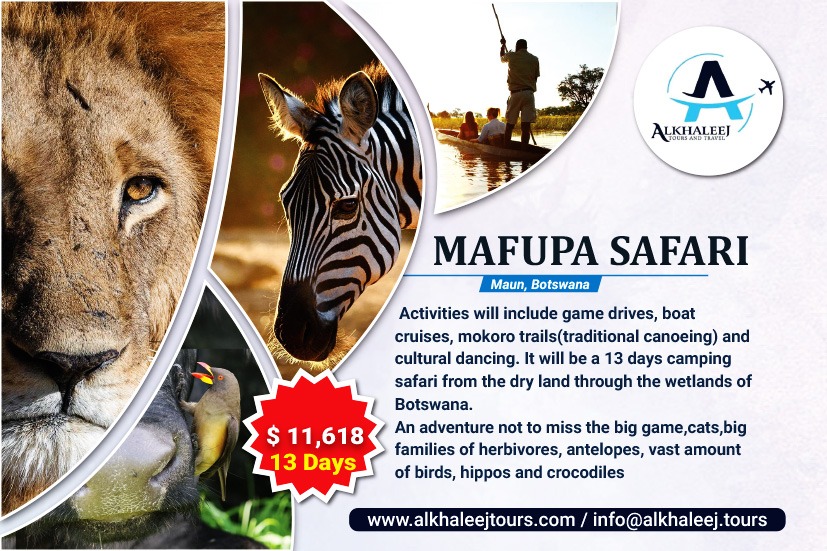 ALKHALEEJ
TOURS AND TRAVEL
MAFUPA SAFARI
Maun, Botswana
Activities will include game drives, boat
cruises, mokoro trails(traditional canoeing) and
cultural dancing. It will be a 13 days camping
safari from the dry land through the wetlands of
Botswana.
An adventure not to miss the big game,cats,big
families of herbivores, antelopes, vast amount
of birds, hippos and crocodiles
$ 11,618
13 Days
www.alkhaleejtours.com / info@alkhaleej.tours